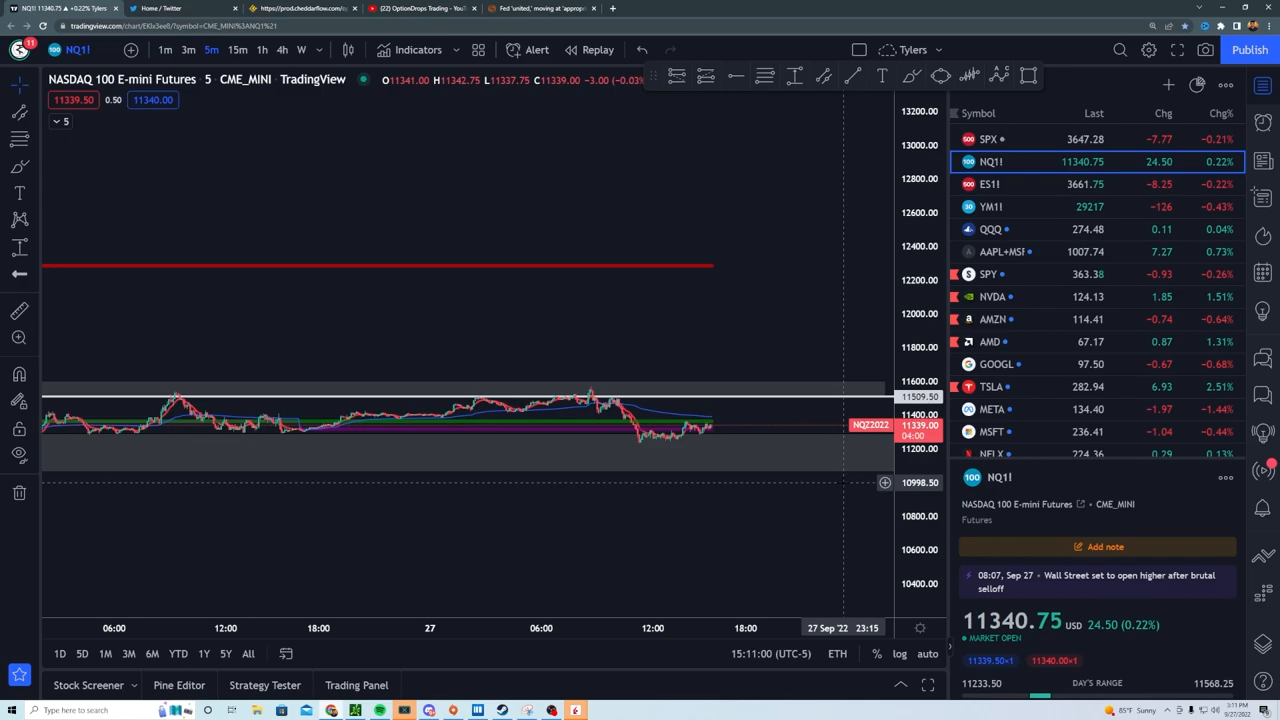 NQ1! 11340.75 ▲ +0.22% Tylers
Home / Twitter
https://prod.cheddarflow.com/op
(21) OptionDrops Trading - YouT
Fed 'united,' moving at 'approp
tradingview.com/chart/EKlx3ee8/?symbol=CME_MINI%3ANQ1%21
11
NQ1!
1m 3m 5m 15m 1h 4h W
Indicators
Alert
Replay
Tylers
Publish
NASDAQ 100 E-mini Futures · 5 · CME_MINI · TradingView
O11341.00 H11342.75 L11337.75 C11339.00 −3.00 (−0.03%
11339.50 0.50 11340.00
5
13200.00
13000.00
12800.00
12600.00
12400.00
12200.00
12000.00
11800.00
11600.00
11509.50
11400.00
NQZ2022 11339.00
04:00
11200.00
10998.50
10800.00
10600.00
10400.00
06:00 12:00 18:00 27 06:00 12:00 18:00 27 Sep '22 23:15
1D 5D 1M 3M 6M YTD 1Y 5Y All
15:11:00 (UTC-5) ETH % log auto
Stock Screener Pine Editor Strategy Tester Trading Panel
Symbol Last Chg Chg%
SPX 3647.28 −7.77 −0.21%
NQ1! 11340.75 24.50 0.22%
ES1! 3661.75 −8.25 −0.22%
YM1! 29217 −126 −0.43%
QQQ 274.48 0.11 0.04%
AAPL+MSF 1007.74 7.27 0.73%
SPY 363.38 −0.93 −0.26%
NVDA 124.13 1.85 1.51%
AMZN 114.41 −0.74 −0.64%
AMD 67.17 0.87 1.31%
GOOGL 97.50 −0.67 −0.68%
TSLA 282.94 6.93 2.51%
META 134.40 −1.97 −1.44%
MSFT 236.41 −1.04 −0.44%
NFLX 224.36 0.29 0.13%
NQ1!
NASDAQ 100 E-mini Futures • CME_MINI
Futures
Add note
08:07, Sep 27 • Wall Street set to open higher after brutal
selloff
11340.75 USD 24.50 (0.22%)
MARKET OPEN
11339.50×1 11340.00×1
11233.50 DAY'S RANGE 11568.25
Type here to search
85°F Sunny
3:11 PM
9/27/2022